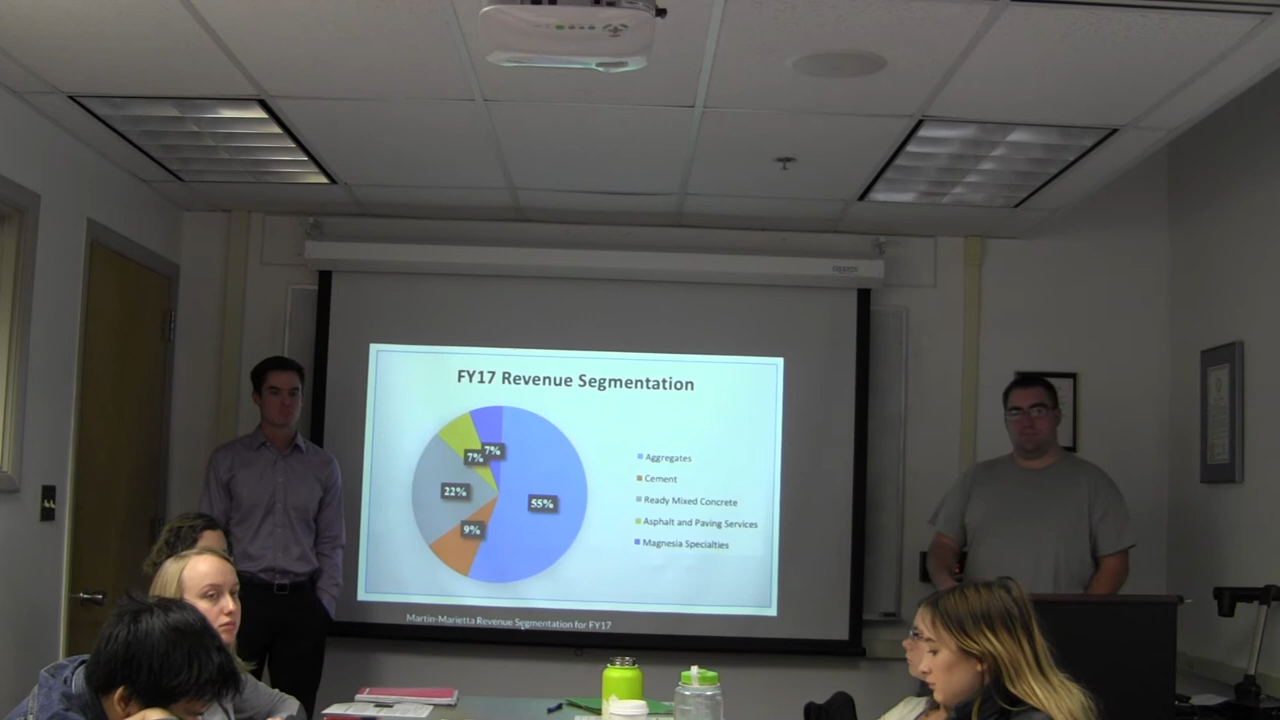 FY17 Revenue Segmentation
7%
7%
22%
55%
9%
Aggregates
Cement
Ready Mixed Concrete
Asphalt and Paving Services
Magnesia Specialties
Martin-Marietta Revenue Segmentation for FY17